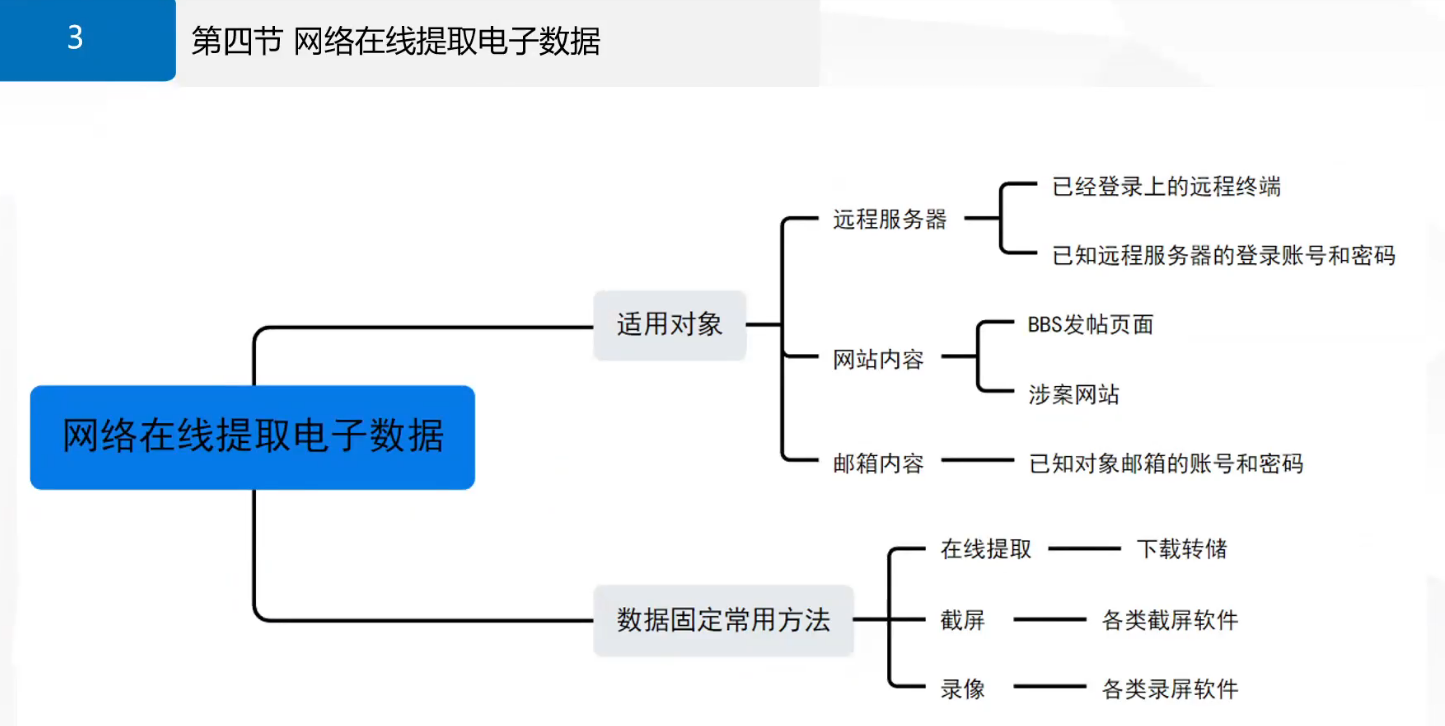 3
第四节 网络在线提取电子数据
网络在线提取电子数据
适用对象
远程服务器
已经登录上的远程终端
已知远程服务器的登录账号和密码
网站内容
BBS发帖页面
涉案网站
邮箱内容
已知对象邮箱的账号和密码
数据固定常用方法
在线提取
下载转储
截屏
各类截屏软件
录像
各类录屏软件